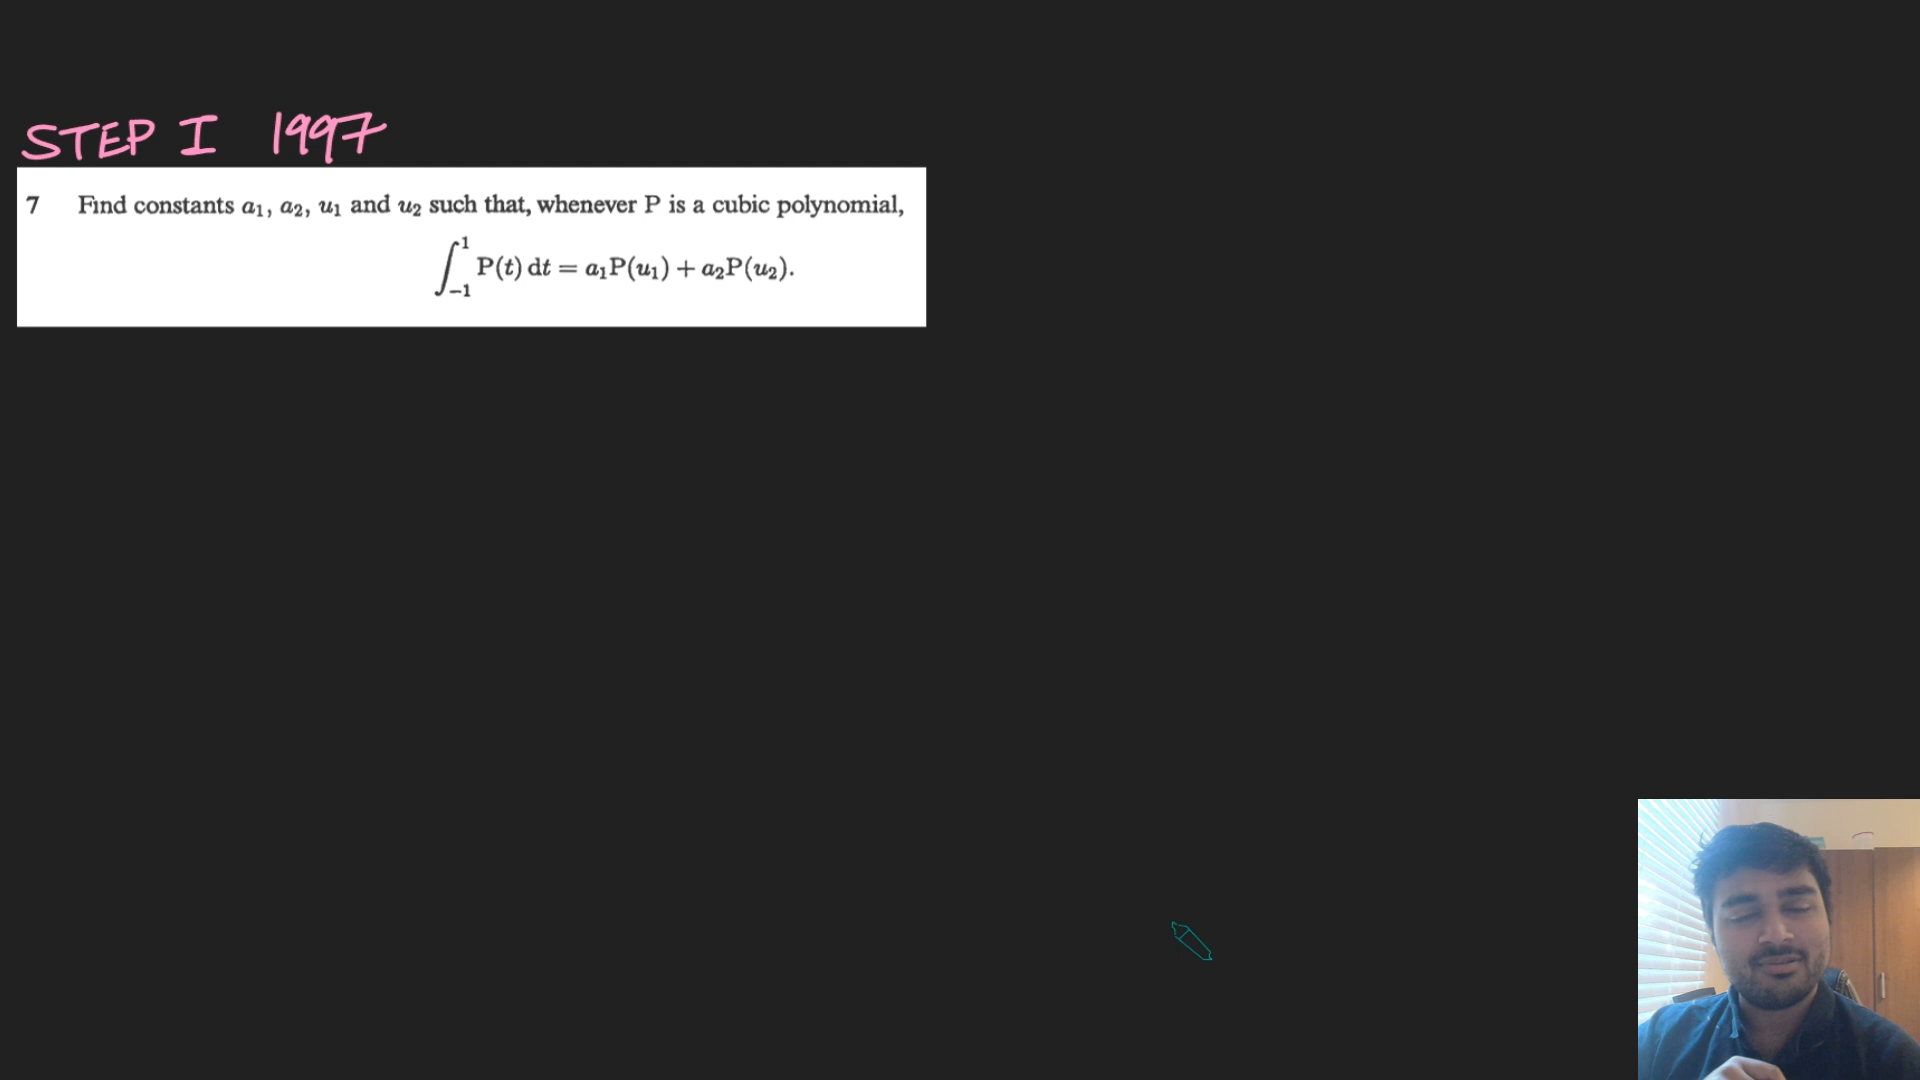 STEP I 1997
7 Find constants a₁, a₂, u₁ and u₂ such that, whenever P is a cubic polynomial,
∫₋₁¹ P(t) dt = a₁P(u₁) + a₂P(u₂).